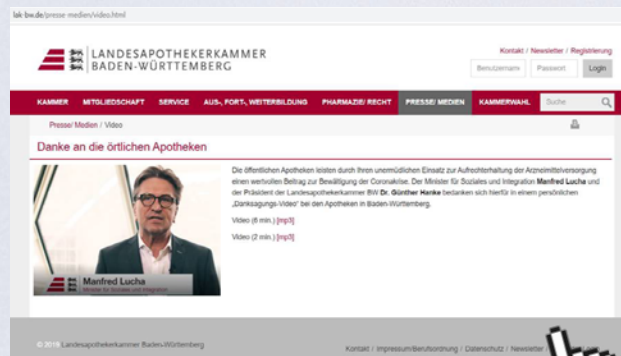 lak-bw.de/presse-medien/video.html
LANDESAPOTHEKERKAMMER
BADEN-WÜRTTEMBERG
Kontakt / Newsletter / Registrierung
Benutzername Passwort Login
KAMMER MITGLIEDSCHAFT SERVICE AUS-, FORT-, WEITERBILDUNG PHARMAZIE/ RECHT PRESSE/ MEDIEN KAMMERWAHL Suche
Presse/ Medien / Video
Danke an die örtlichen Apotheken
Die öffentlichen Apotheken leisten durch Ihren unermüdlichen Einsatz zur Aufrechterhaltung der Arzneimittelversorgung
einen wertvollen Beitrag zur Bewältigung der Coronakrise. Der Minister für Soziales und Integration Manfred Lucha und
der Präsident der Landesapothekerkammer BW Dr. Günther Hanke bedanken sich hierfür in einem persönlichen
„Danksagungs-Video" bei den Apotheken in Baden-Württemberg.
Video (6 min.) [mp3]
Video (2 min.) [mp3]
Manfred Lucha
Minister für Soziales und Integration
© 2019 Landesapothekerkammer Baden-Württemberg
Kontakt / Impressum/Berufsordnung / Datenschutz / Newsletter